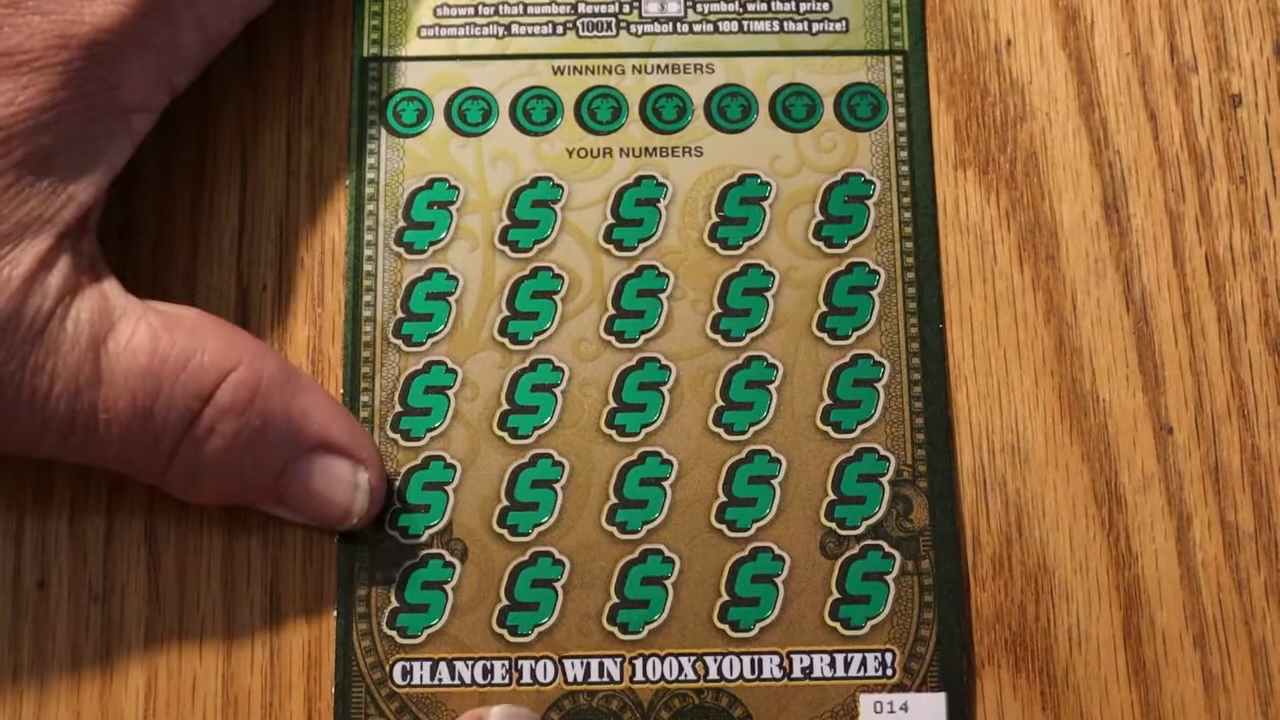 shown for that number. Reveal a " 5 " symbol, win that prize
automatically. Reveal a " 100X " symbol to win 100 TIMES that prize!
WINNING NUMBERS
YOUR NUMBERS
$ $ $ $ $
$ $ $ $ $
$ $ $ $ $
$ $ $ $ $
$ $ $ $ $
CHANCE TO WIN 100X YOUR PRIZE!
014